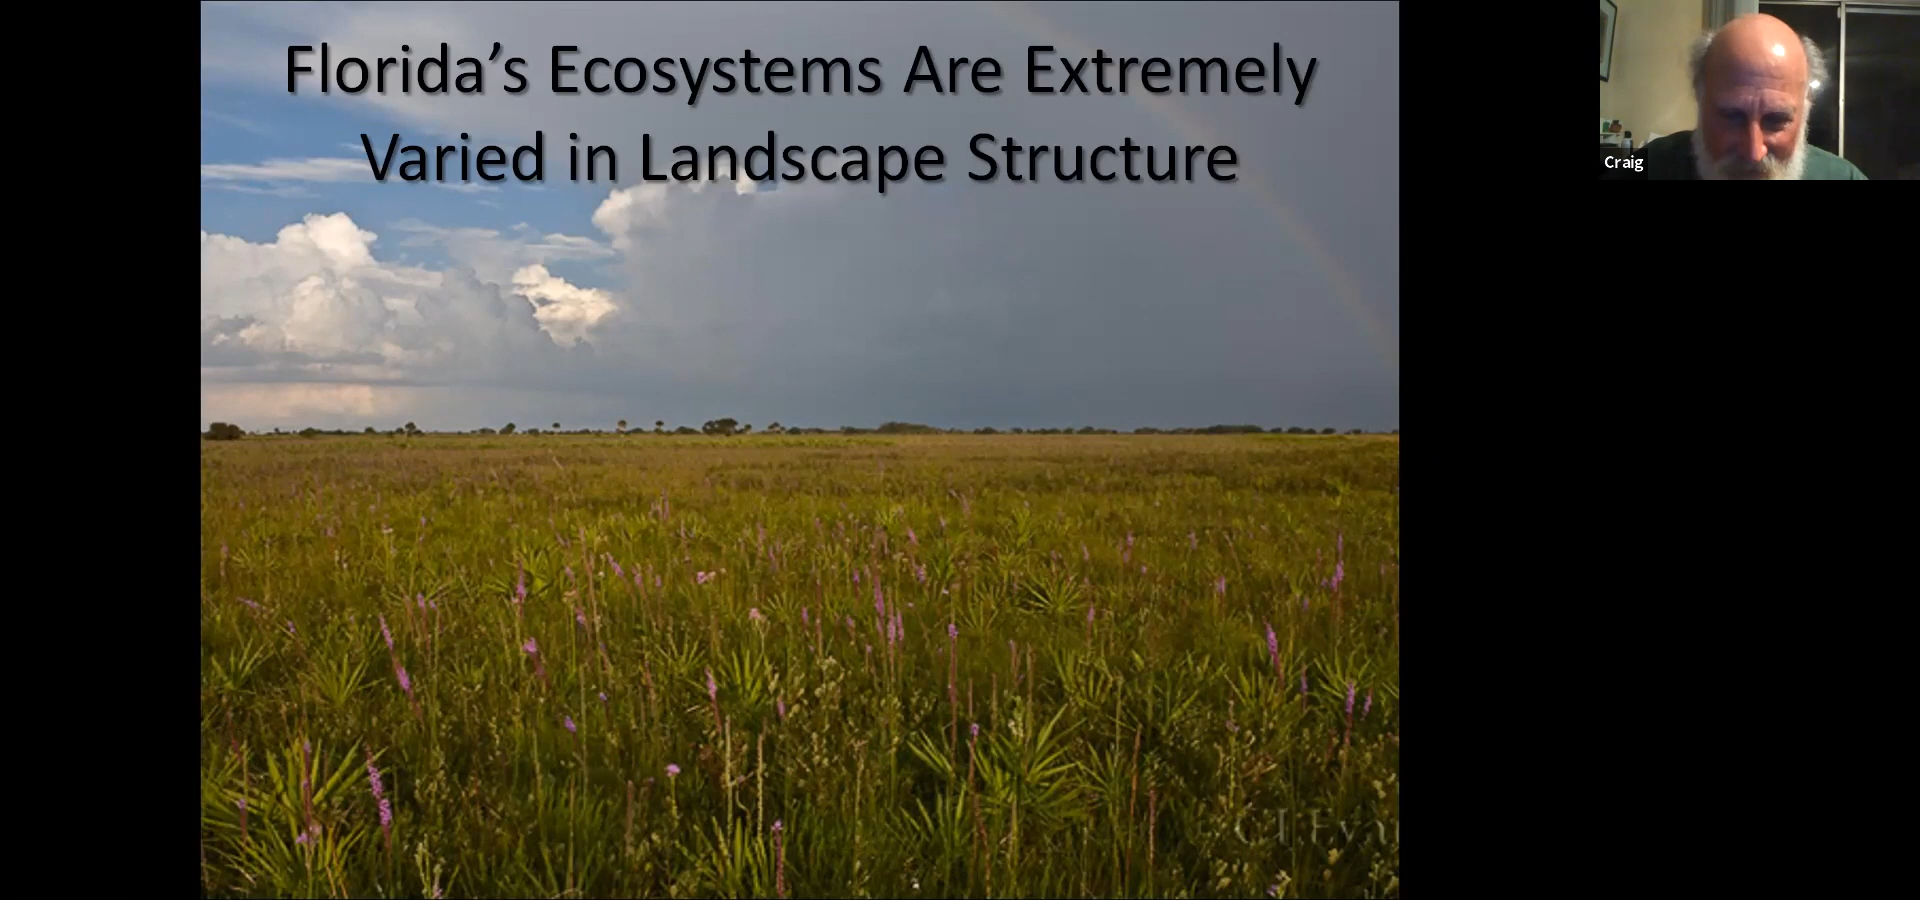 Florida’s Ecosystems Are Extremely
Varied in Landscape Structure
Craig